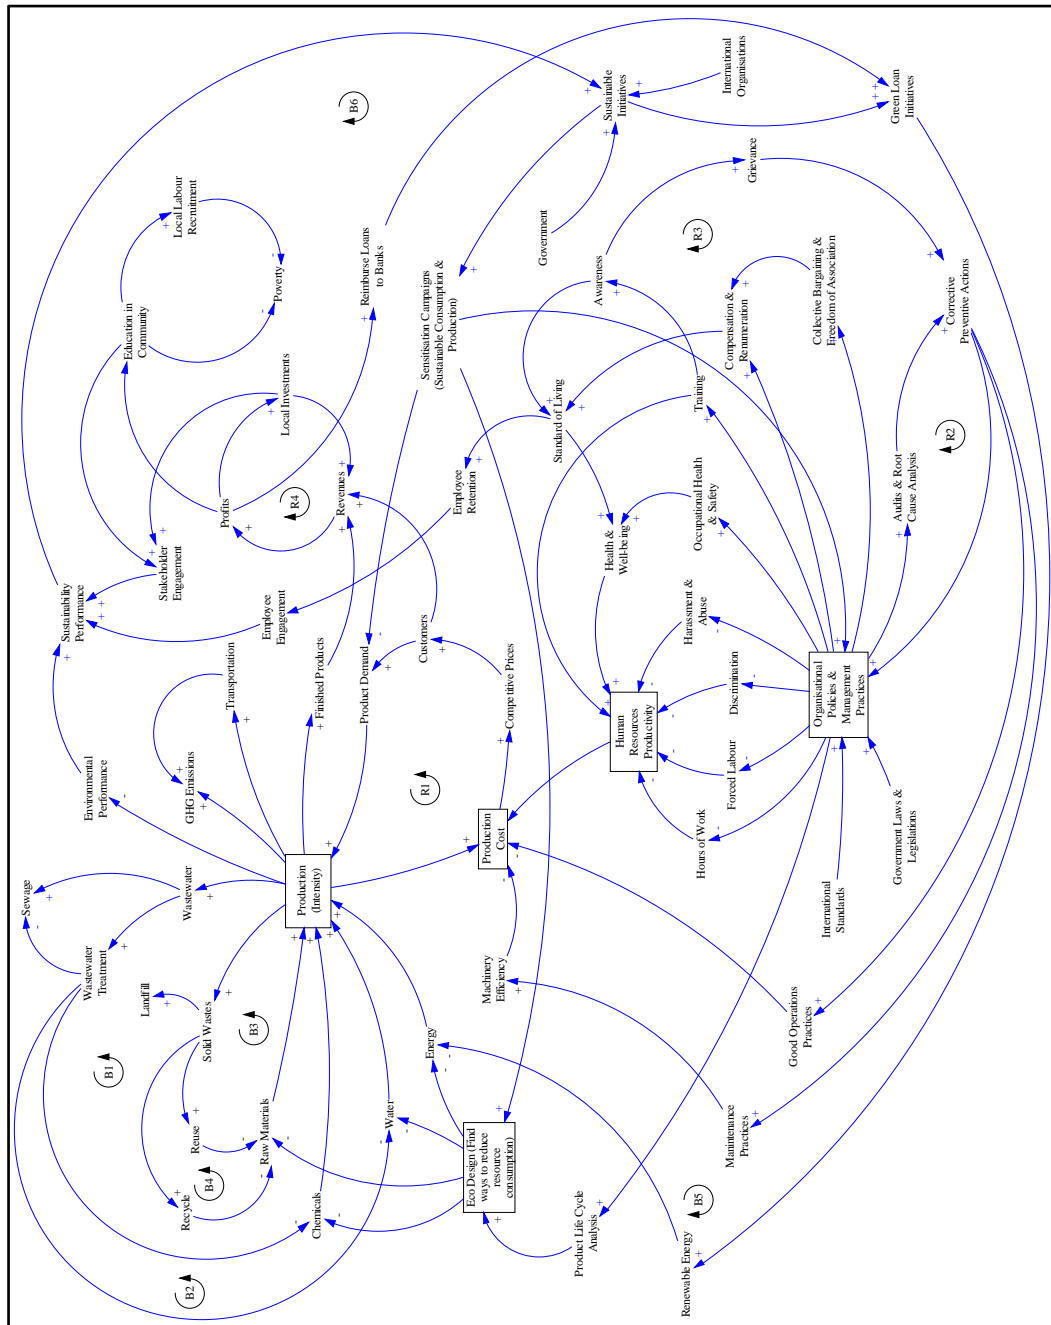 B2
Recycle
B4
Reuse
B1
Landfill
Wastewater
Treatment
Sewage
Solid Wastes
B3
Wastewater
Environmental
Performance
Sustainability
Performance
Raw Materials
GHG Emissions
Transportation
Stakeholder
Engagement
Education in
Community
Local Labour
Recruitment
Chemicals
Production
(Intensity)
Finished Products
Employee
Engagement
Profits
R4
Local Investments
Poverty
Water
Energy
Product Demand
Revenues
B6
Reimburse Loans
to Banks
R1
Customers
Eco Design (Find
ways to reduce
resource
consumption)
Machinery
Efficiency
Production
Cost
Competitive Prices
Employee
Retention
Sensitisation Campaigns
(Sustainable Consumption &
Production)
Product Life Cycle
Analysis
Standard of Living
Government
Sustainable
Initiatives
Health &
Well-being
Awareness
Human
Resources
Productivity
Renewable Energy
B5
Hours of Work
Forced Labour
Discrimination
Harassment &
Abuse
Occupational Health
& Safety
Training
R3
International
Organisations
Manintenance
Practices
Compensation &
Renumeration
Grievance
Good Operations
Practices
International
Standards
Organisational
Policies &
Management
Practices
Collective Bargaining &
Freedom of Association
Government Laws &
Legislations
Audits & Root
Cause Analysis
R2
Corrective
Preventive Actions
Green Loan
Initiatives